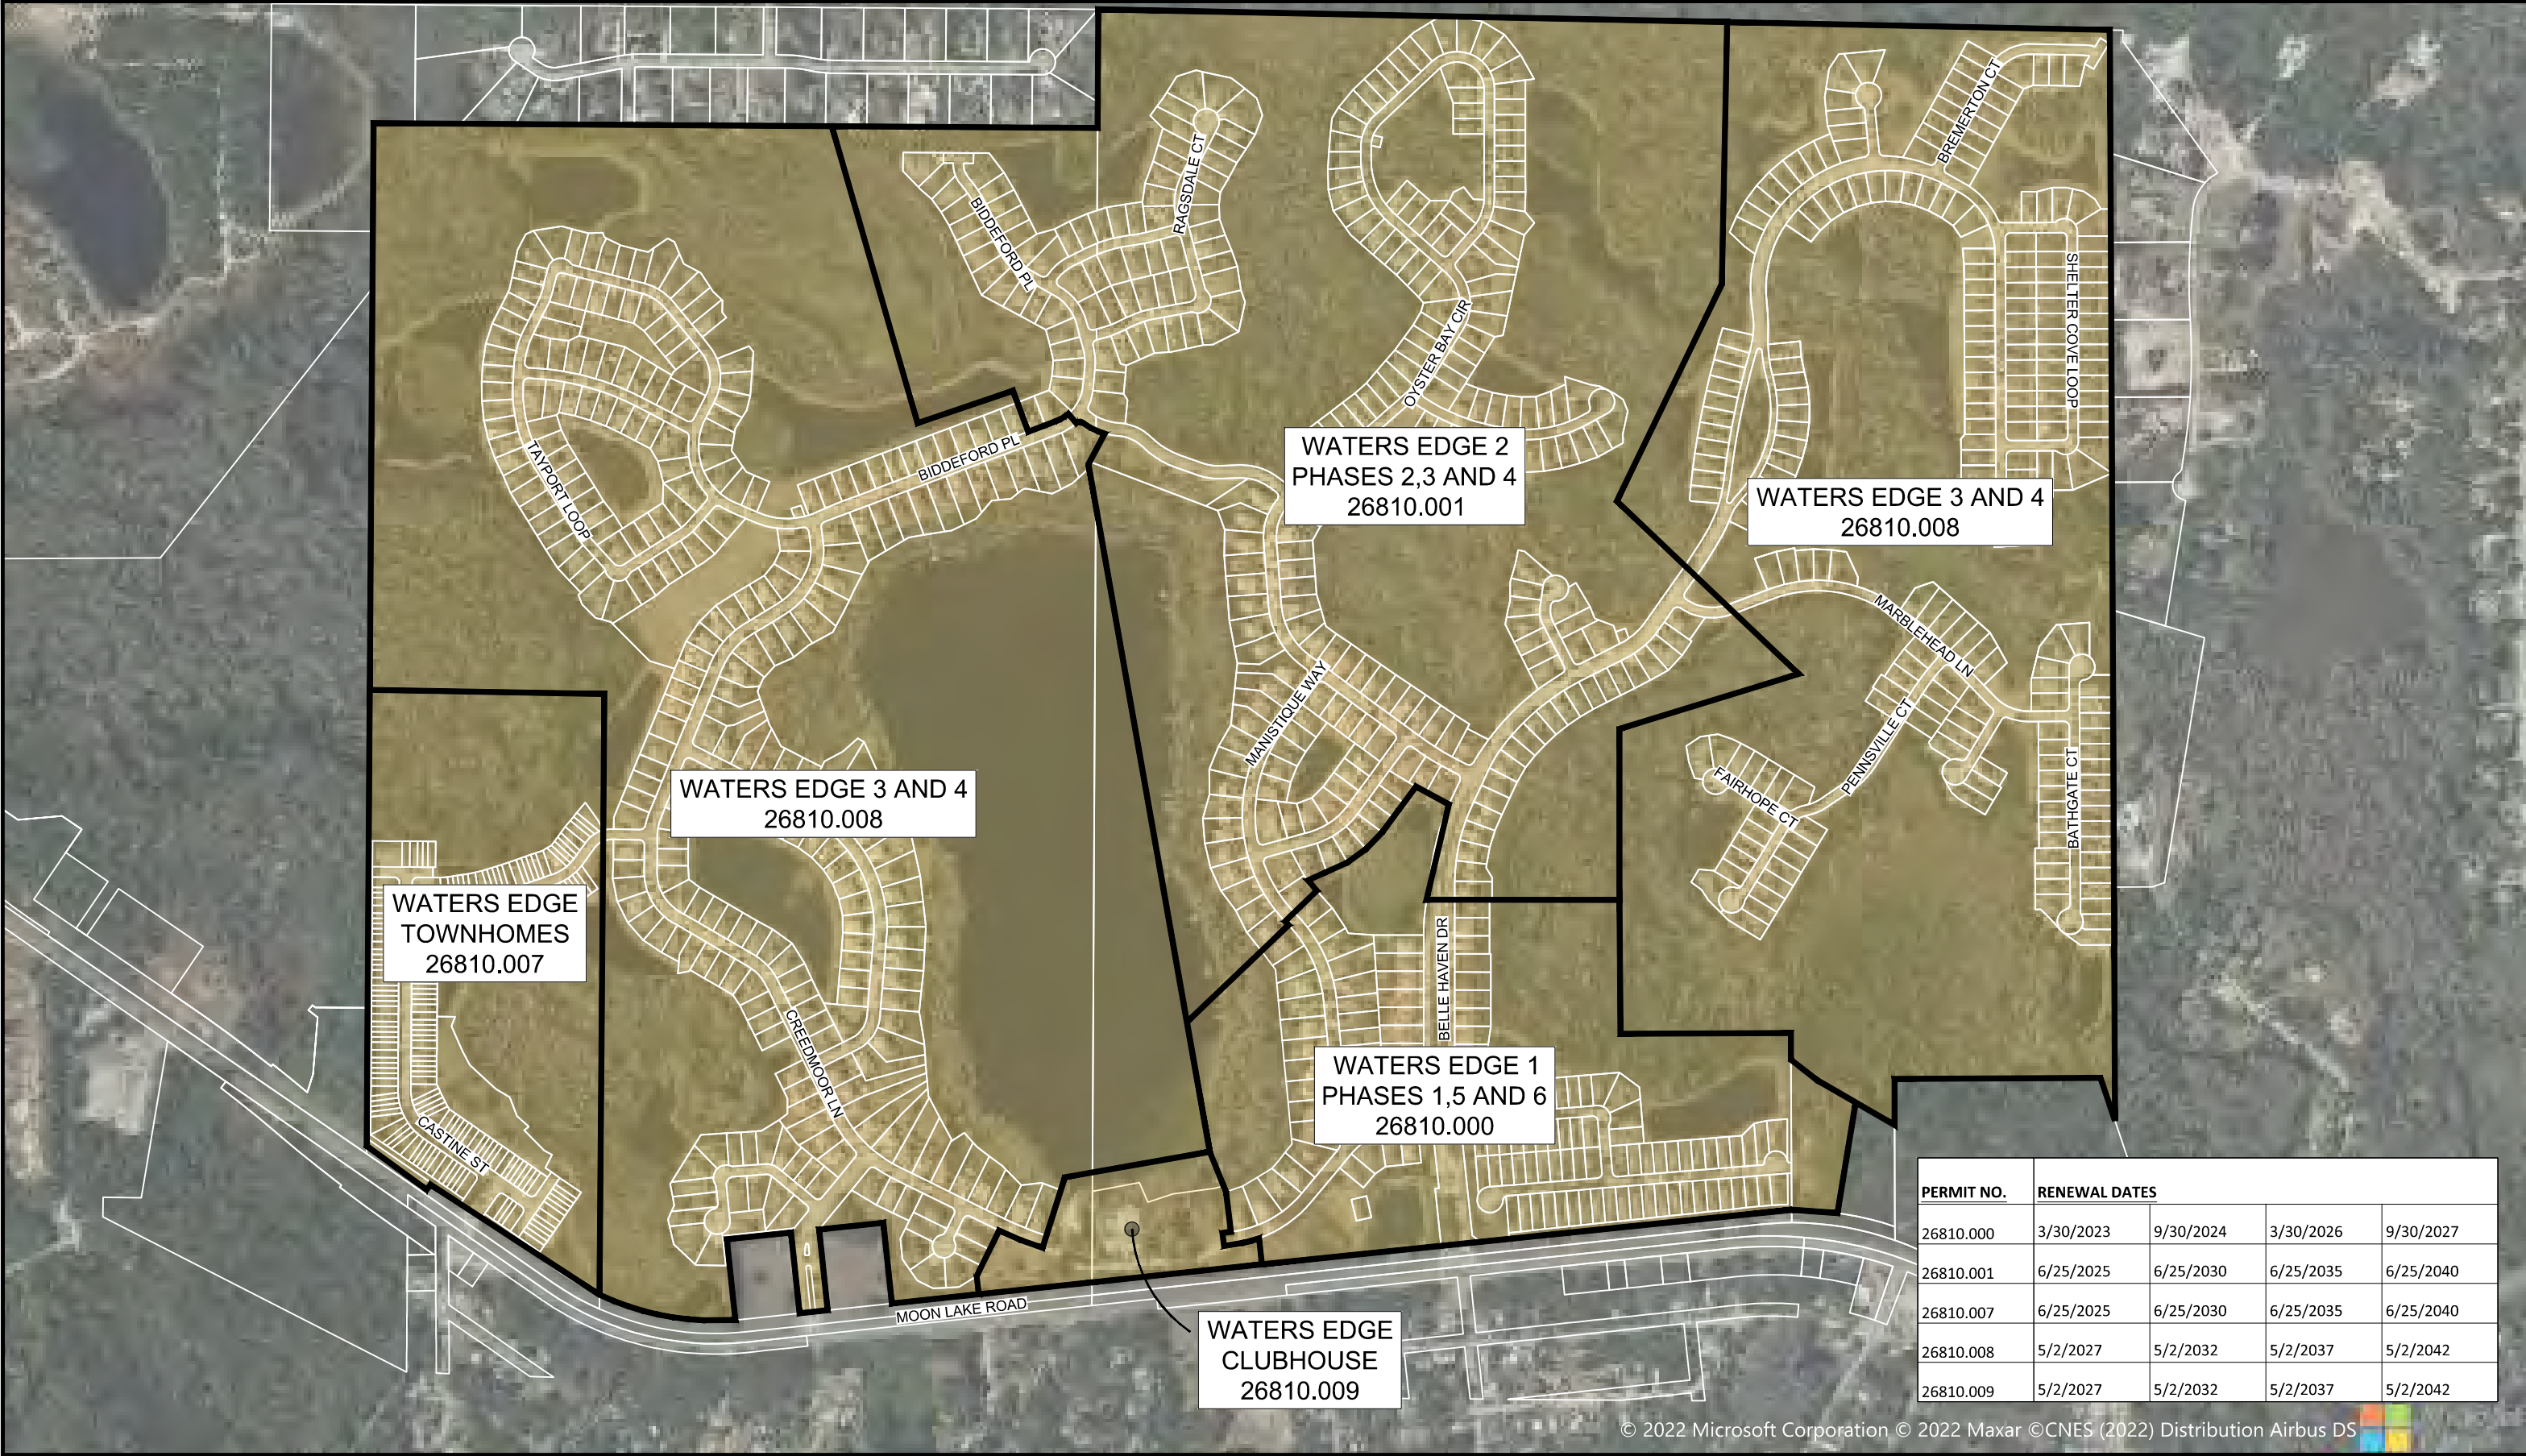 BREMERTON CT
RAGSDALE CT
BIDDEFORD PL
SHELTER COVE LOOP
OYSTER BAY CIR
WATERS EDGE 2
PHASES 2,3 AND 4
26810.001
BIDDEFORD PL
TAYPORT LOOP
WATERS EDGE 3 AND 4
26810.008
MARBLEHEAD LN
MANISTIQUE WAY
PENNSVILLE CT
FAIRHOPE CT
BATHGATE CT
WATERS EDGE 3 AND 4
26810.008
WATERS EDGE
TOWNHOMES
26810.007
BELLE HAVEN DR
CREEDMOOR LN
WATERS EDGE 1
PHASES 1,5 AND 6
26810.000
CASTINE ST
MOON LAKE ROAD
WATERS EDGE
CLUBHOUSE
26810.009
PERMIT NO. RENEWAL DATES
26810.000 3/30/2023 9/30/2024 3/30/2026 9/30/2027
26810.001 6/25/2025 6/25/2030 6/25/2035 6/25/2040
26810.007 6/25/2025 6/25/2030 6/25/2035 6/25/2040
26810.008 5/2/2027 5/2/2032 5/2/2037 5/2/2042
26810.009 5/2/2027 5/2/2032 5/2/2037 5/2/2042
© 2022 Microsoft Corporation © 2022 Maxar ©CNES (2022) Distribution Airbus DS